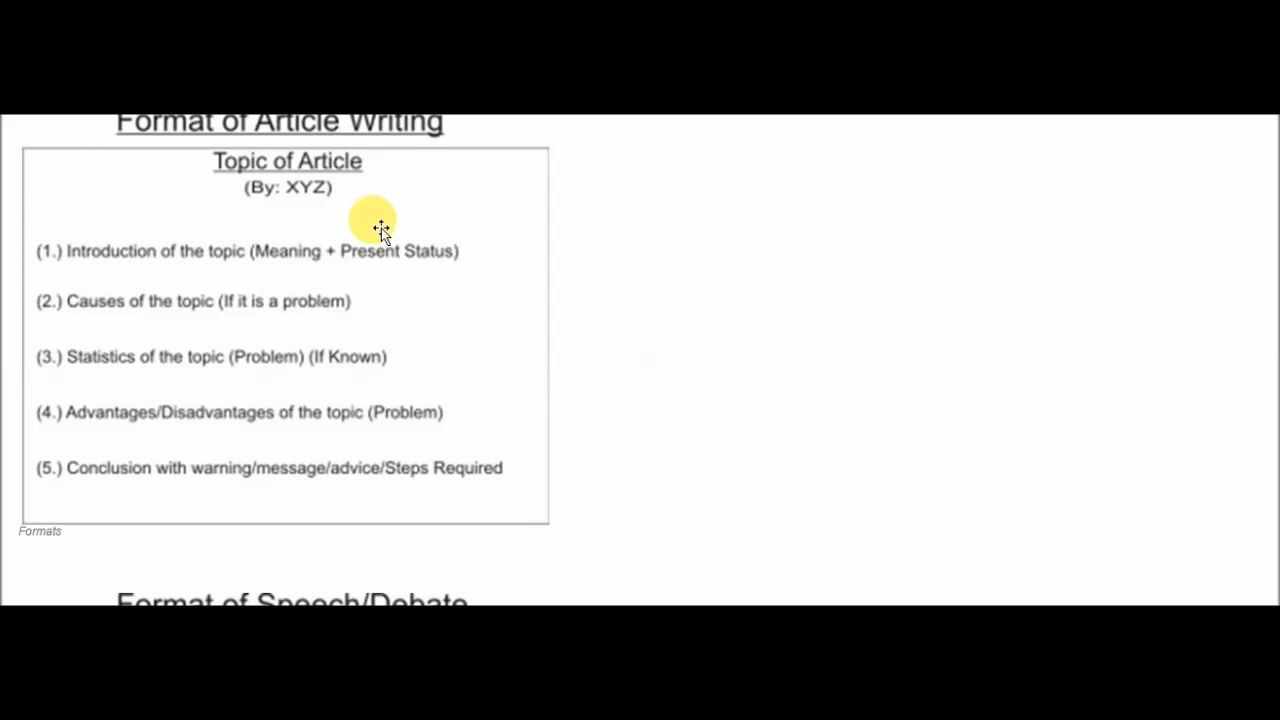 Format of Article Writing
Topic of Article
(By: XYZ)
(1.) Introduction of the topic (Meaning + Present Status)
(2.) Causes of the topic (If it is a problem)
(3.) Statistics of the topic (Problem) (If Known)
(4.) Advantages/Disadvantages of the topic (Problem)
(5.) Conclusion with warning/message/advice/Steps Required
Formats
Format of Speech/Debate